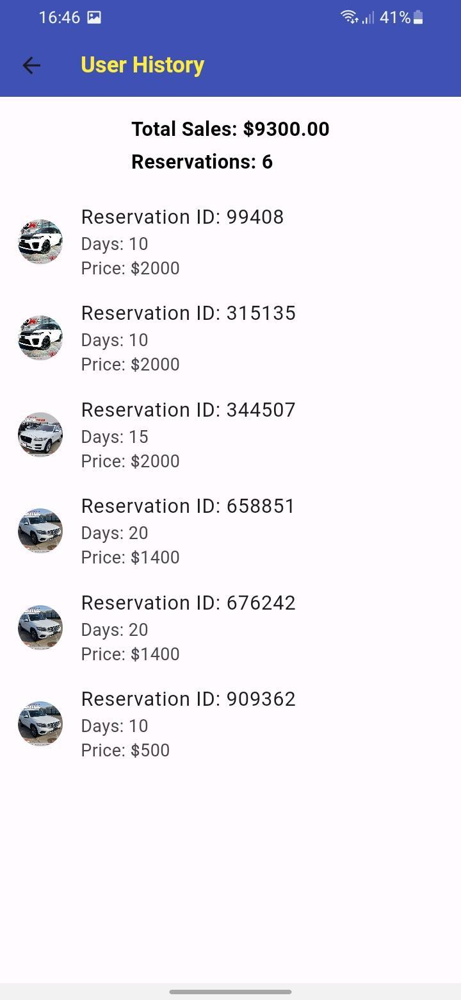 16:46
41%
User History
Total Sales: $9300.00
Reservations: 6
Reservation ID: 99408
Days: 10
Price: $2000
Reservation ID: 315135
Days: 10
Price: $2000
Reservation ID: 344507
Days: 15
Price: $2000
Reservation ID: 658851
Days: 20
Price: $1400
Reservation ID: 676242
Days: 20
Price: $1400
Reservation ID: 909362
Days: 10
Price: $500